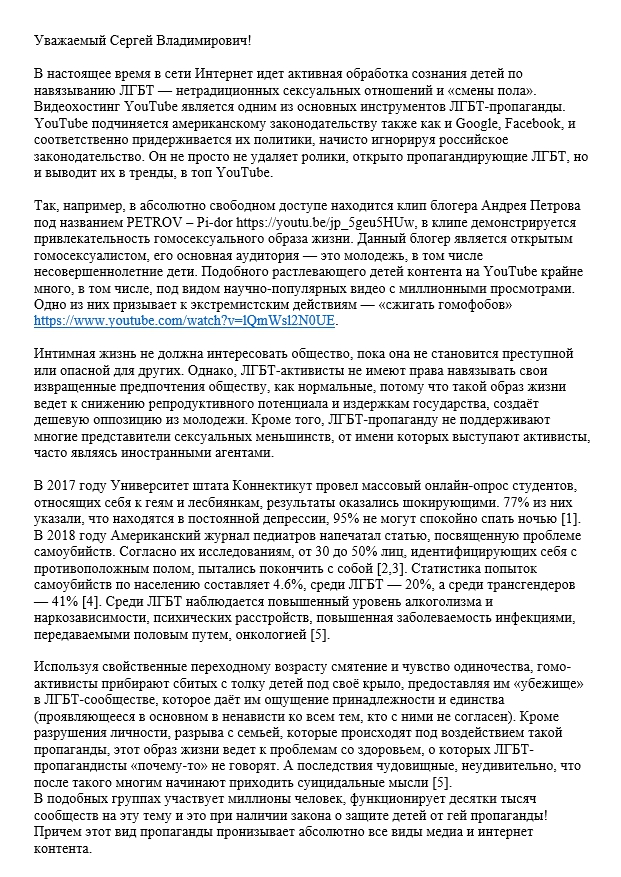 Уважаемый Сергей Владимирович!
В настоящее время в сети Интернет идет активная обработка сознания детей по
навязыванию ЛГБТ — нетрадиционных сексуальных отношений и «смены пола».
Видеохостинг YouTube является одним из основных инструментов ЛГБТ-пропаганды.
YouTube подчиняется американскому законодательству также как и Google, Facebook, и
соответственно придерживается их политики, начисто игнорируя российское
законодательство. Он не просто не удаляет ролики, открыто пропагандирующие ЛГБТ, но
и выводит их в тренды, в топ YouTube.
Так, например, в абсолютно свободном доступе находится клип блогера Андрея Петрова
под названием PETROV – Pi-dor https://youtu.be/jp_5geu5HUw, в клипе демонстрируется
привлекательность гомосексуального образа жизни. Данный блогер является открытым
гомосексуалистом, его основная аудитория — это молодежь, в том числе
несовершеннолетние дети. Подобного растлевающего детей контента на YouTube крайне
много, в том числе, под видом научно-популярных видео с миллионными просмотрами.
Одно из них призывает к экстремистским действиям — «сжигать гомофобов»
https://www.youtube.com/watch?v=lQmWsl2N0UE.
Интимная жизнь не должна интересовать общество, пока она не становится преступной
или опасной для других. Однако, ЛГБТ-активисты не имеют права навязывать свои
извращенные предпочтения обществу, как нормальные, потому что такой образ жизни
ведет к снижению репродуктивного потенциала и издержкам государства, создаёт
дешевую оппозицию из молодежи. Кроме того, ЛГБТ-пропаганду не поддерживают
многие представители сексуальных меньшинств, от имени которых выступают активисты,
часто являясь иностранными агентами.
В 2017 году Университет штата Коннектикут провел массовый онлайн-опрос студентов,
относящих себя к геям и лесбиянкам, результаты оказались шокирующими. 77% из них
указали, что находятся в постоянной депрессии, 95% не могут спокойно спать ночью [1].
В 2018 году Американский журнал педиатров напечатал статью, посвященную проблеме
самоубийств. Согласно их исследованиям, от 30 до 50% лиц, идентифицирующих себя с
противоположным полом, пытались покончить с собой [2,3]. Статистика попыток
самоубийств по населению составляет 4.6%, среди ЛГБТ — 20%, а среди трансгендеров
— 41% [4]. Среди ЛГБТ наблюдается повышенный уровень алкоголизма и
наркозависимости, психических расстройств, повышенная заболеваемость инфекциями,
передаваемыми половым путем, онкологией [5].
Используя свойственные переходному возрасту смятение и чувство одиночества, гомо-
активисты прибирают сбитых с толку детей под своё крыло, предоставляя им «убежище»
в ЛГБТ-сообществе, которое даёт им ощущение принадлежности и единства
(проявляющееся в основном в ненависти ко всем тем, кто с ними не согласен). Кроме
разрушения личности, разрыва с семьей, которые происходят под воздействием такой
пропаганды, этот образ жизни ведет к проблемам со здоровьем, о которых ЛГБТ-
пропагандисты «почему-то» не говорят. А последствия чудовищные, неудивительно, что
после такого многим начинают приходить суицидальные мысли [5].
В подобных группах участвует миллионы человек, функционирует десятки тысяч
сообществ на эту тему и это при наличии закона о защите детей от гей пропаганды!
Причем этот вид пропаганды пронизывает абсолютно все виды медиа и интернет
контента.